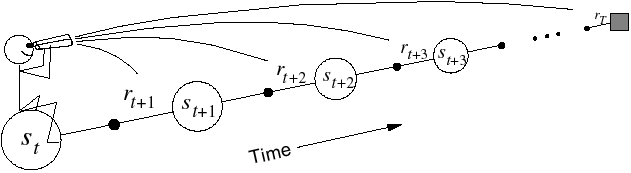 s_t
r_{t+1}
s_{t+1}
r_{t+2}
s_{t+2}
r_{t+3}
s_{t+3}
r_T
Time